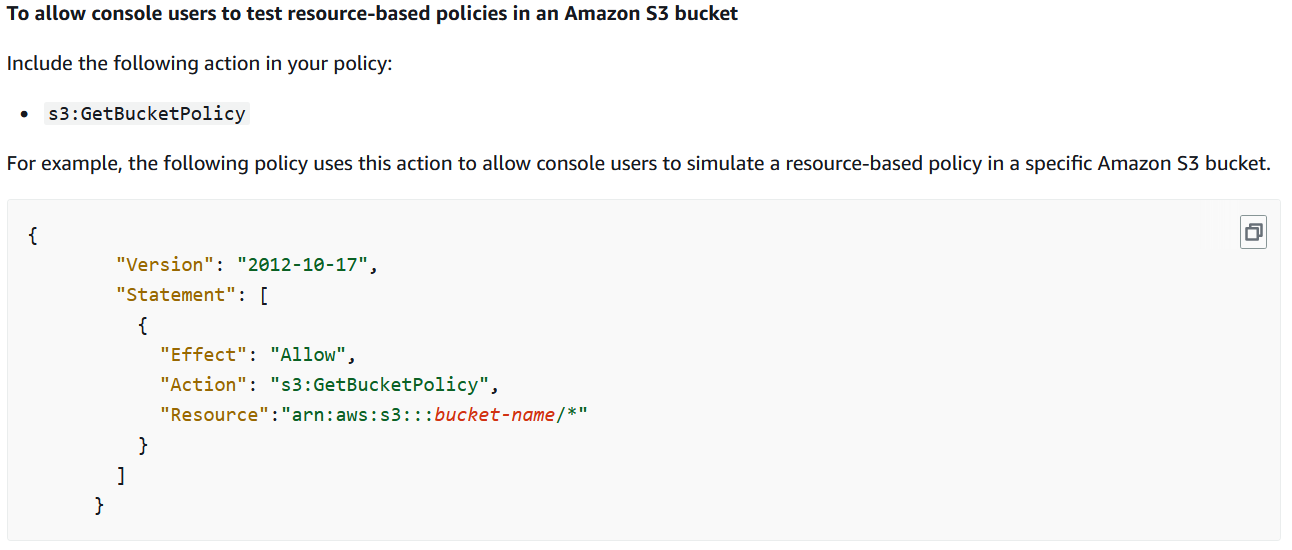 To allow console users to test resource-based policies in an Amazon S3 bucket
Include the following action in your policy:
• s3:GetBucketPolicy
For example, the following policy uses this action to allow console users to simulate a resource-based policy in a specific Amazon S3 bucket.
{
"Version": "2012-10-17",
"Statement": [
{
"Effect": "Allow",
"Action": "s3:GetBucketPolicy",
"Resource":"arn:aws:s3:::bucket-name/*"
}
]
}